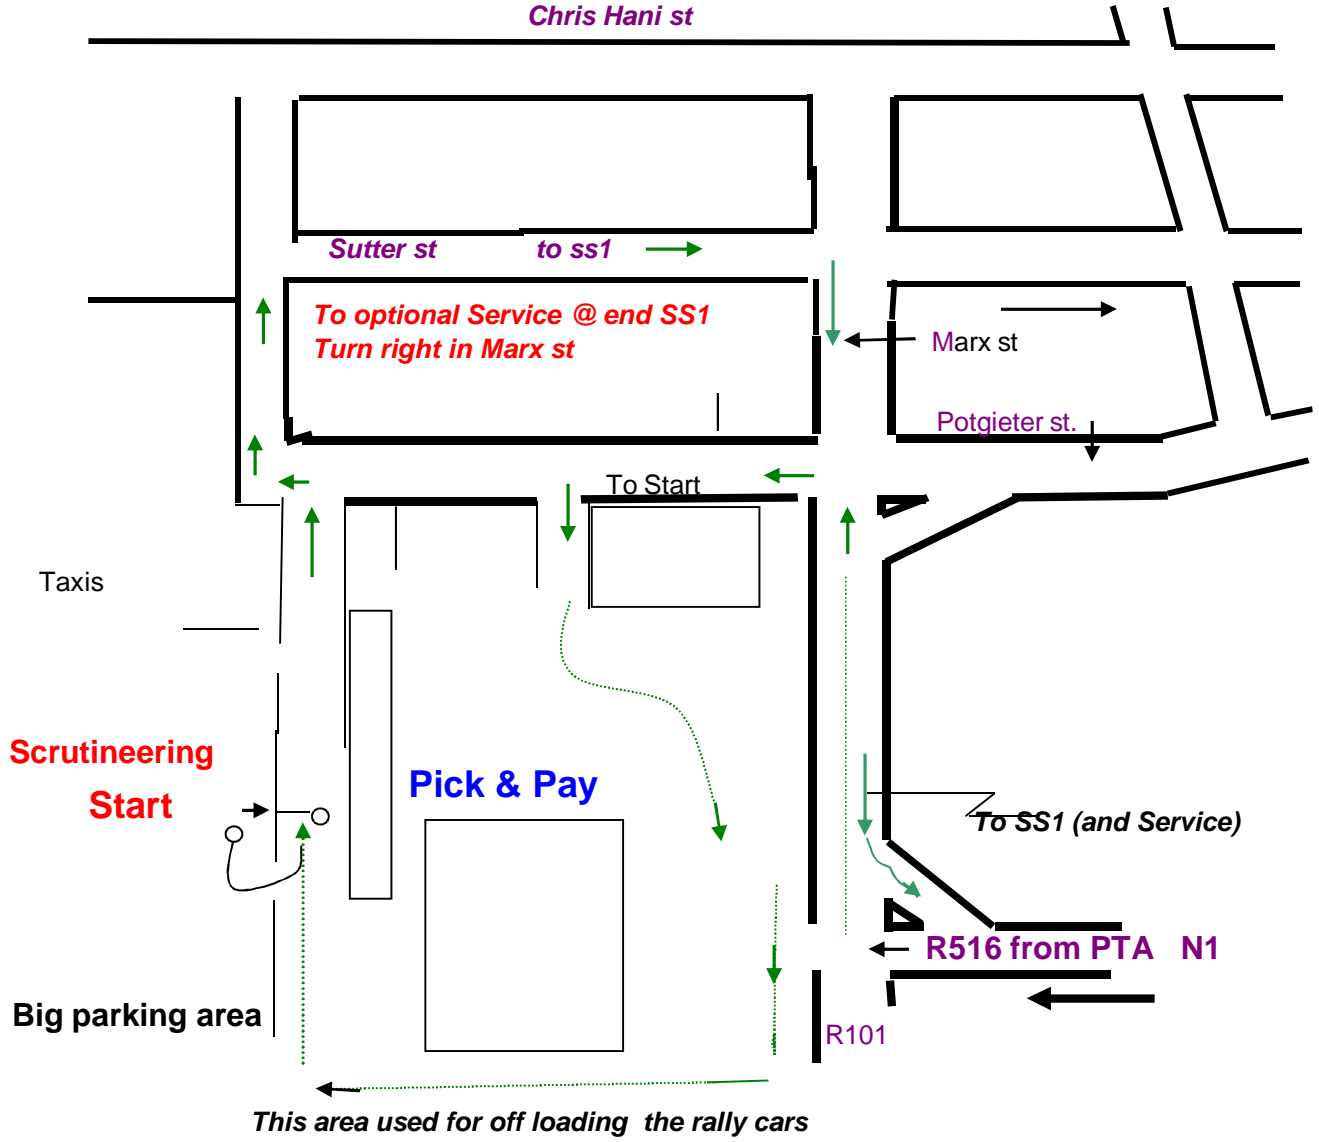 Chris Hani st
Sutter st to ss1
To optional Service @ end SS1
Turn right in Marx st
Marx st
Potgieter st.
To Start
Taxis
Scrutineering
Start
Pick & Pay
To SS1 (and Service)
R516 from PTA N1
Big parking area
R101
This area used for off loading the rally cars